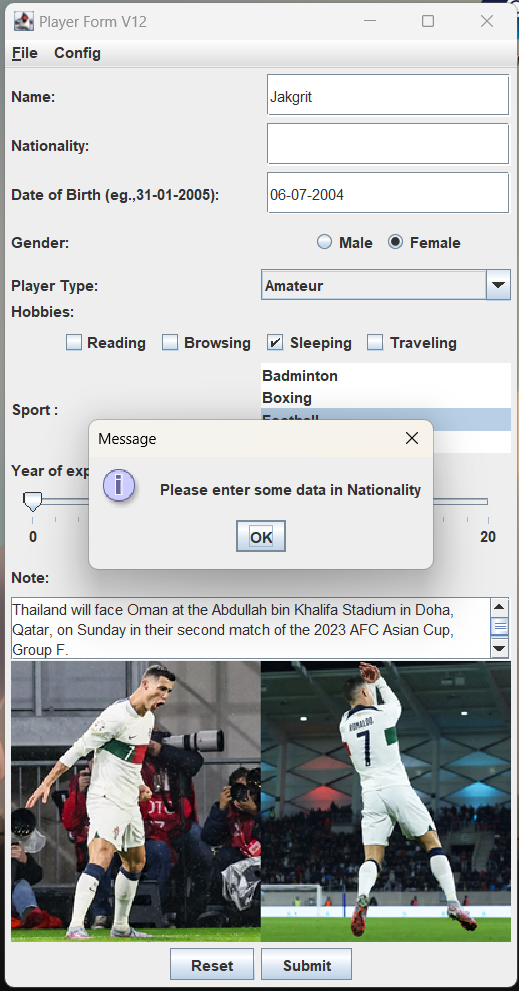 Player Form V12
File Config
Name: Jakgrit
Nationality:
Date of Birth (eg.,31-01-2005): 06-07-2004
Gender: Male Female
Player Type: Amateur
Hobbies:
Reading Browsing Sleeping Traveling
Badminton
Boxing
Sport : Football
Message
Please enter some data in Nationality
OK
Year of exp
0 20
Note:
Thailand will face Oman at the Abdullah bin Khalifa Stadium in Doha,
Qatar, on Sunday in their second match of the 2023 AFC Asian Cup,
Group F.
7
RONALDO
7
Reset Submit